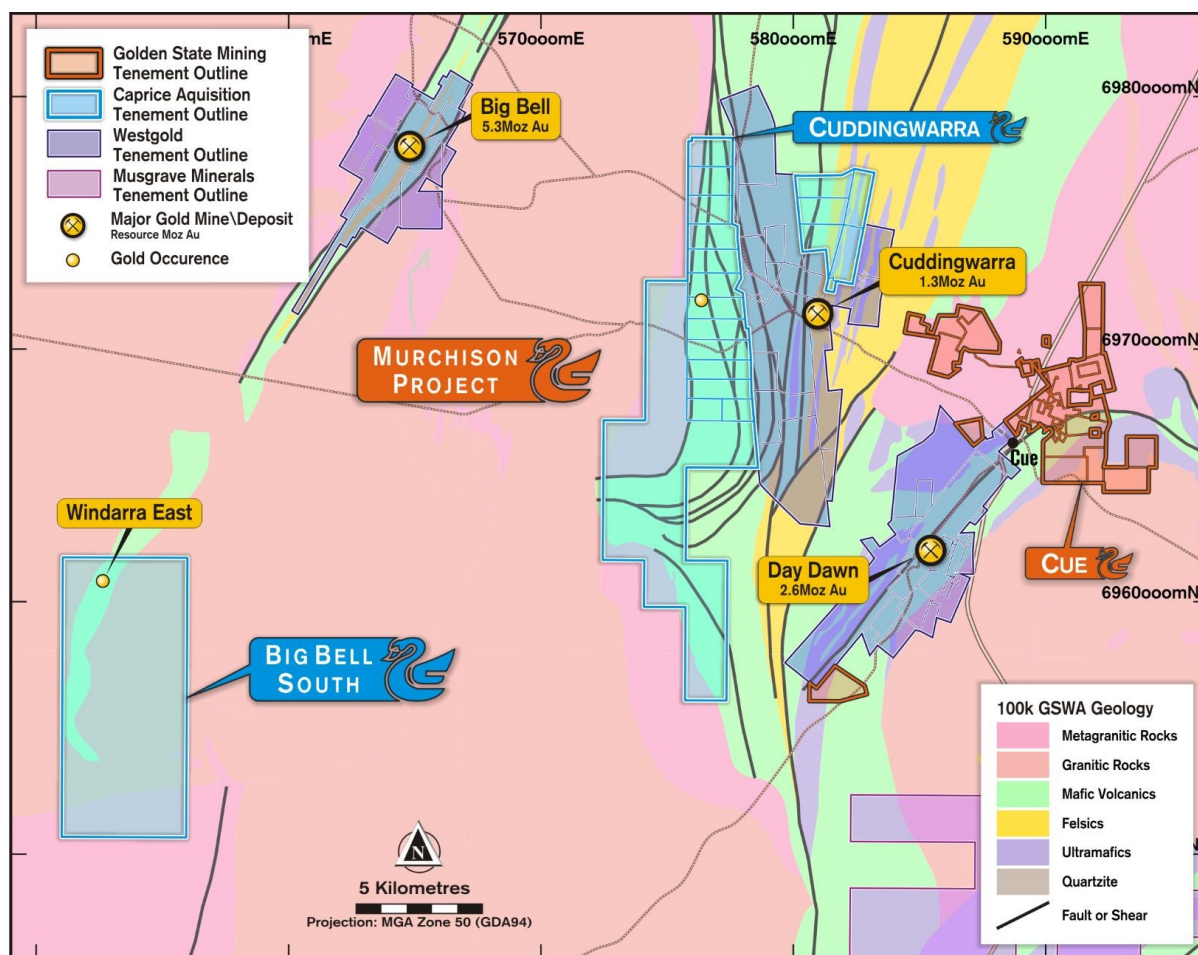 Golden State Mining
Tenement Outline
Caprice Aquisition
Tenement Outline
Westgold
Tenement Outline
Musgrave Minerals
Tenement Outline
Major Gold Mine\Deposit
Resource Moz Au
Gold Occurence
mE
570000mE
580000mE
590000mE
6980000mN
6970000mN
6960000mN
N
Big Bell
5.3Moz Au
CUDDINGWARRA
Cuddingwarra
1.3Moz Au
MURCHISON
PROJECT
Cue
Windarra East
Day Dawn
2.6Moz Au
CUE
BIG BELL
SOUTH
100k GSWA Geology
Metagranitic Rocks
Granitic Rocks
Mafic Volcanics
Felsics
Ultramafics
Quartzite
Fault or Shear
N
5 Kilometres
Projection: MGA Zone 50 (GDA94)